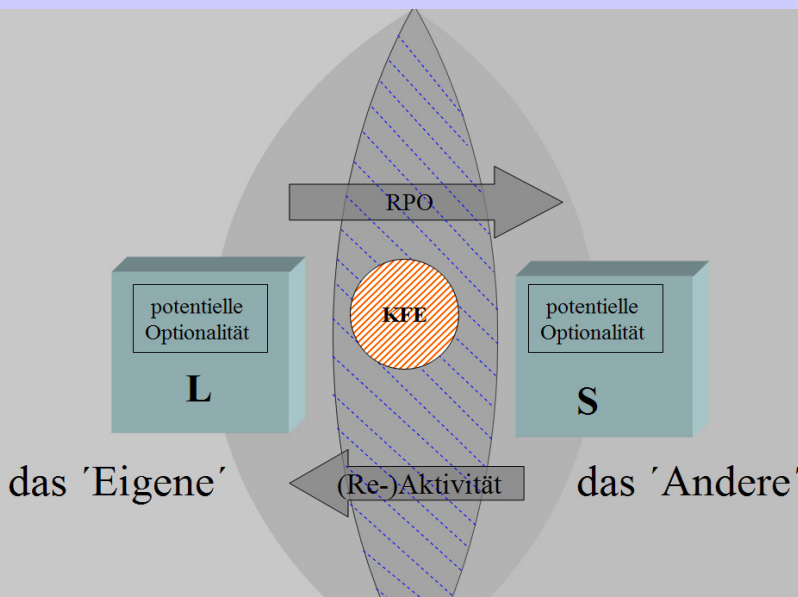 RPO
potentielle
Optionalität
L
KFE
potentielle
Optionalität
S
das ´Eigene´
(Re-)Aktivität
das ´Andere´